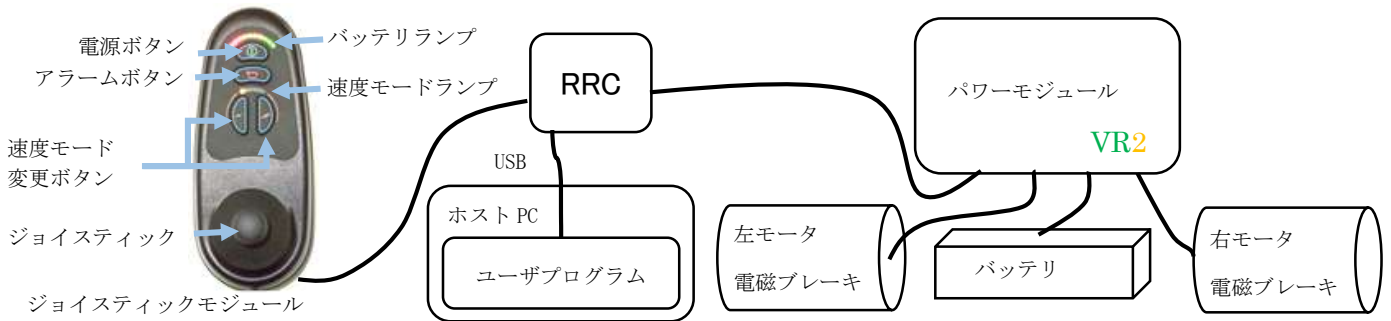 電源ボタン
アラームボタン
速度モード
変更ボタン
ジョイスティック
ジョイスティックモジュール
バッテリランプ
速度モードランプ
RRC
USB
ホスト PC
ユーザプログラム
パワーモジュール
VR2
左モータ
電磁ブレーキ
バッテリ
右モータ
電磁ブレーキ